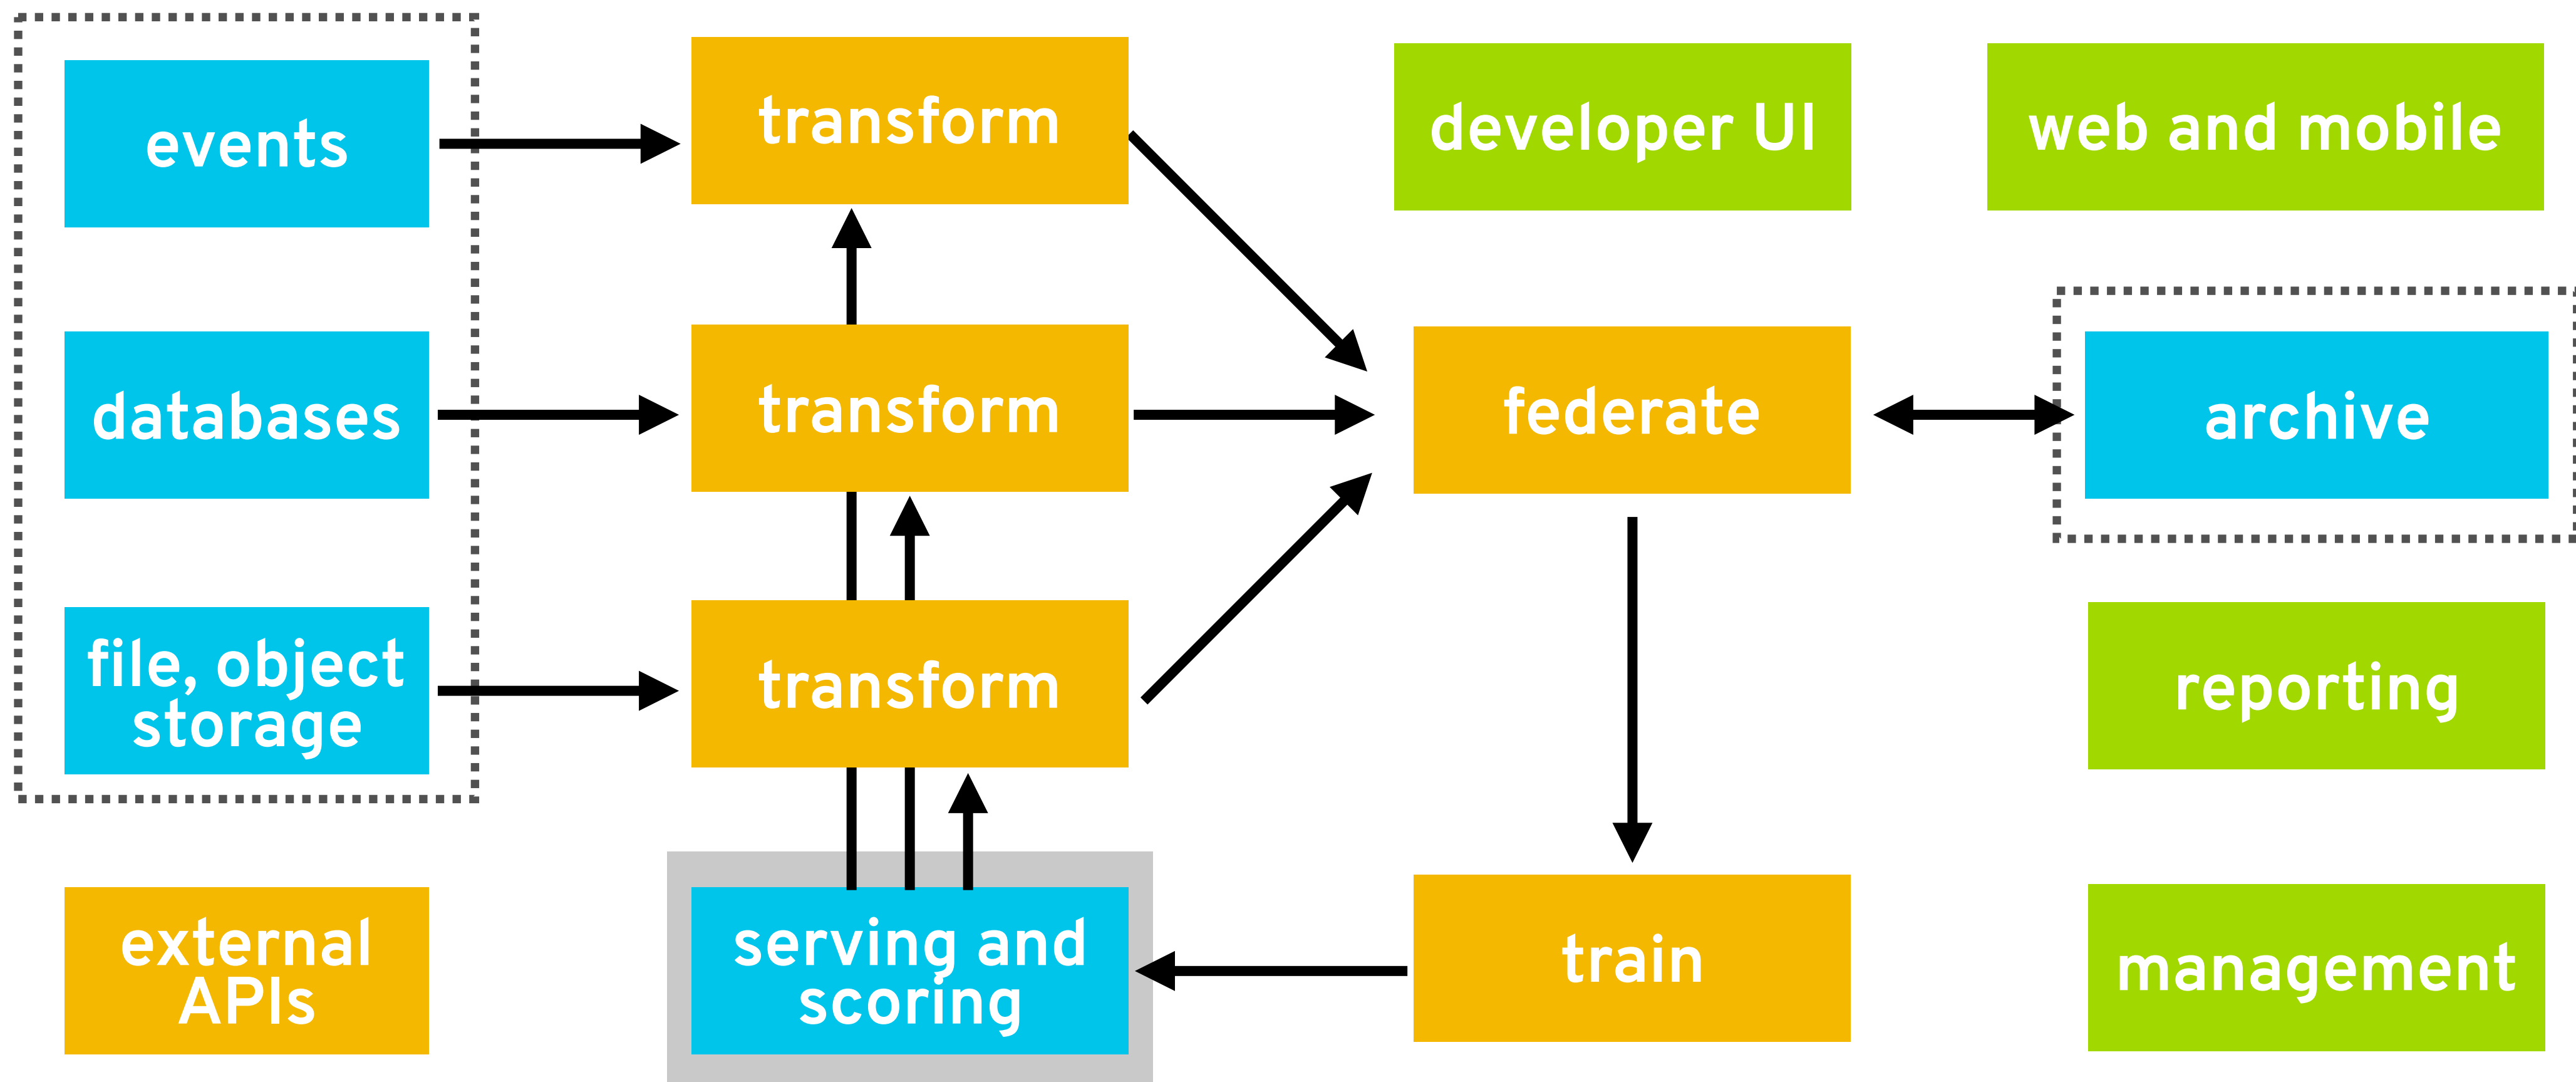 events
transform
developer UI
web and mobile
databases
transform
federate
archive
file, object
storage
transform
reporting
external
APIs
serving and
scoring
train
management